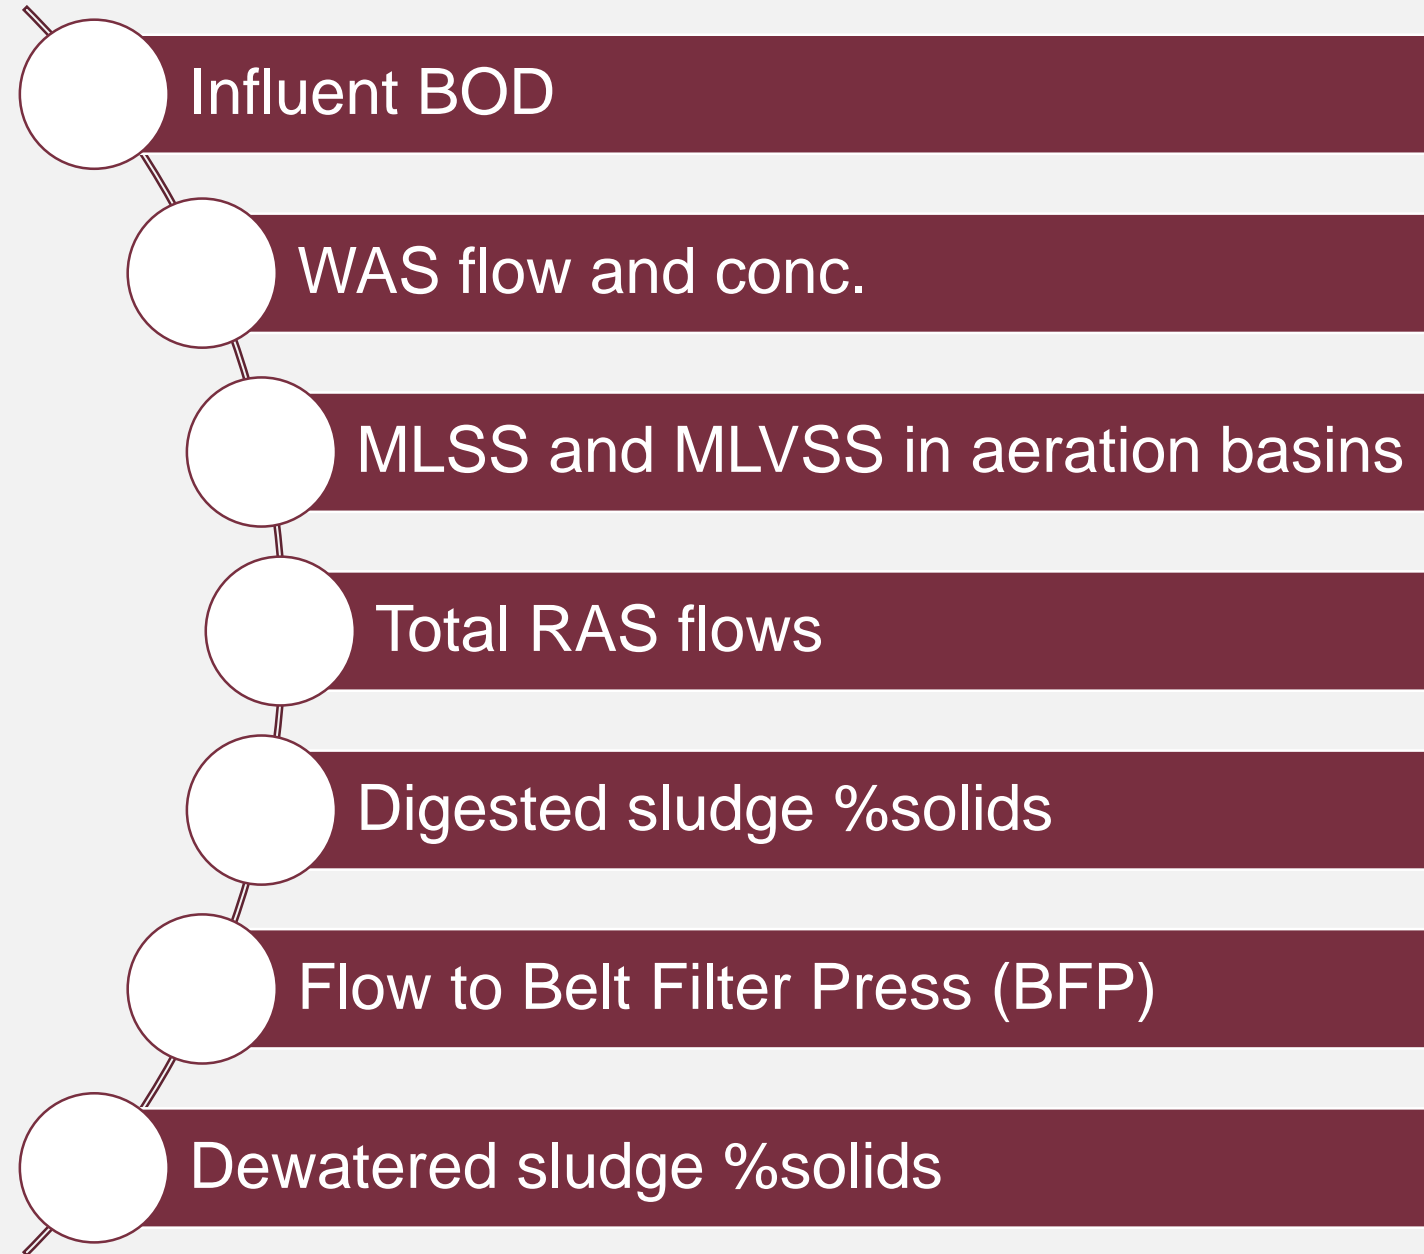 Influent BOD
WAS flow and conc.
MLSS and MLVSS in aeration basins
Total RAS flows
Digested sludge %solids
Flow to Belt Filter Press (BFP)
Dewatered sludge %solids